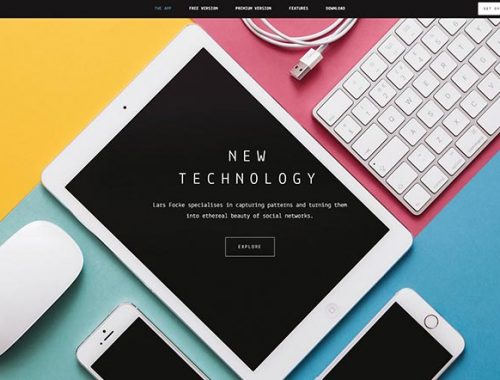 THE APP FREE VERSION PREMIUM VERSION FEATURES DOWNLOAD
NEW
TECHNOLOGY
Lars Focke specialises in capturing patterns and turning them
into ethereal beauty of social networks.
EXPLORE